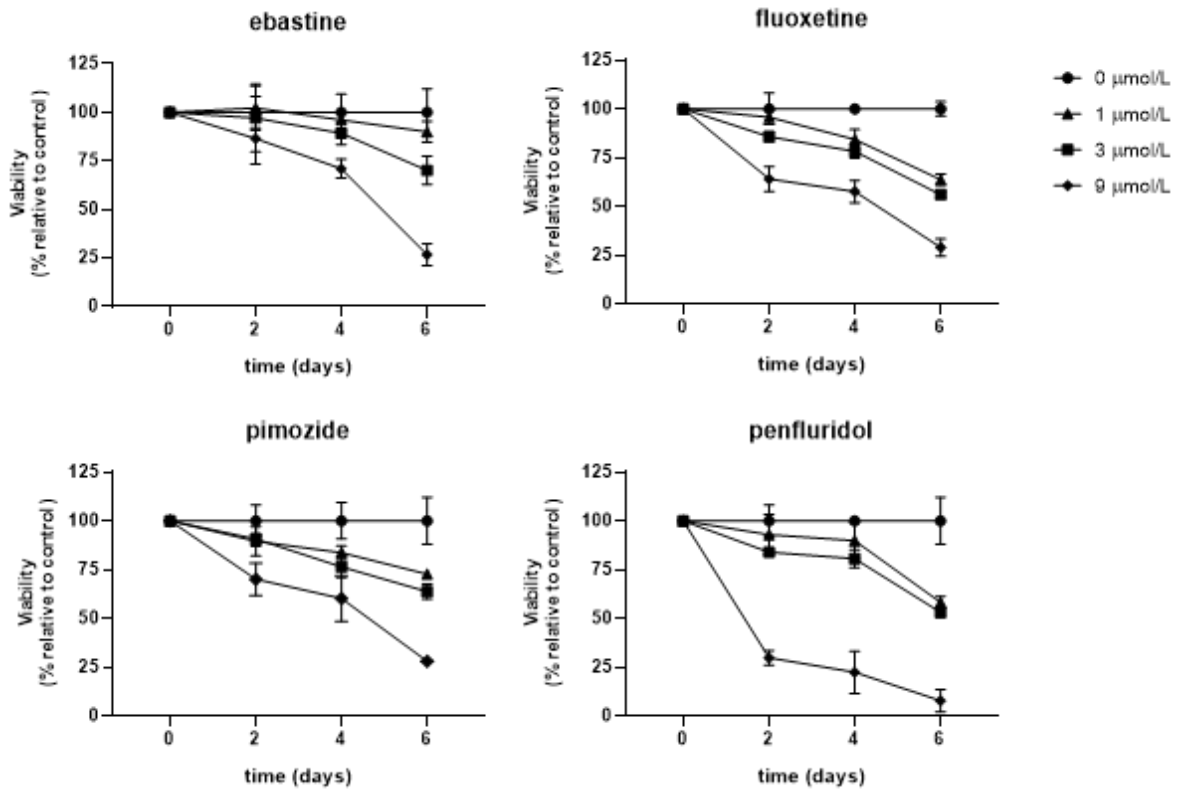 ebastine
125
100
75
50
25
0
Viability
(% relative to control)
0 2 4 6
time (days)
fluoxetine
125
100
75
50
25
0
Viability
(% relative to control)
0 2 4 6
time (days)
0 μmol/L
1 μmol/L
3 μmol/L
9 μmol/L
pimozide
125
100
75
50
25
0
Viability
(% relative to control)
0 2 4 6
time (days)
penfluridol
125
100
75
50
25
0
Viability
(% relative to control)
0 2 4 6
time (days)